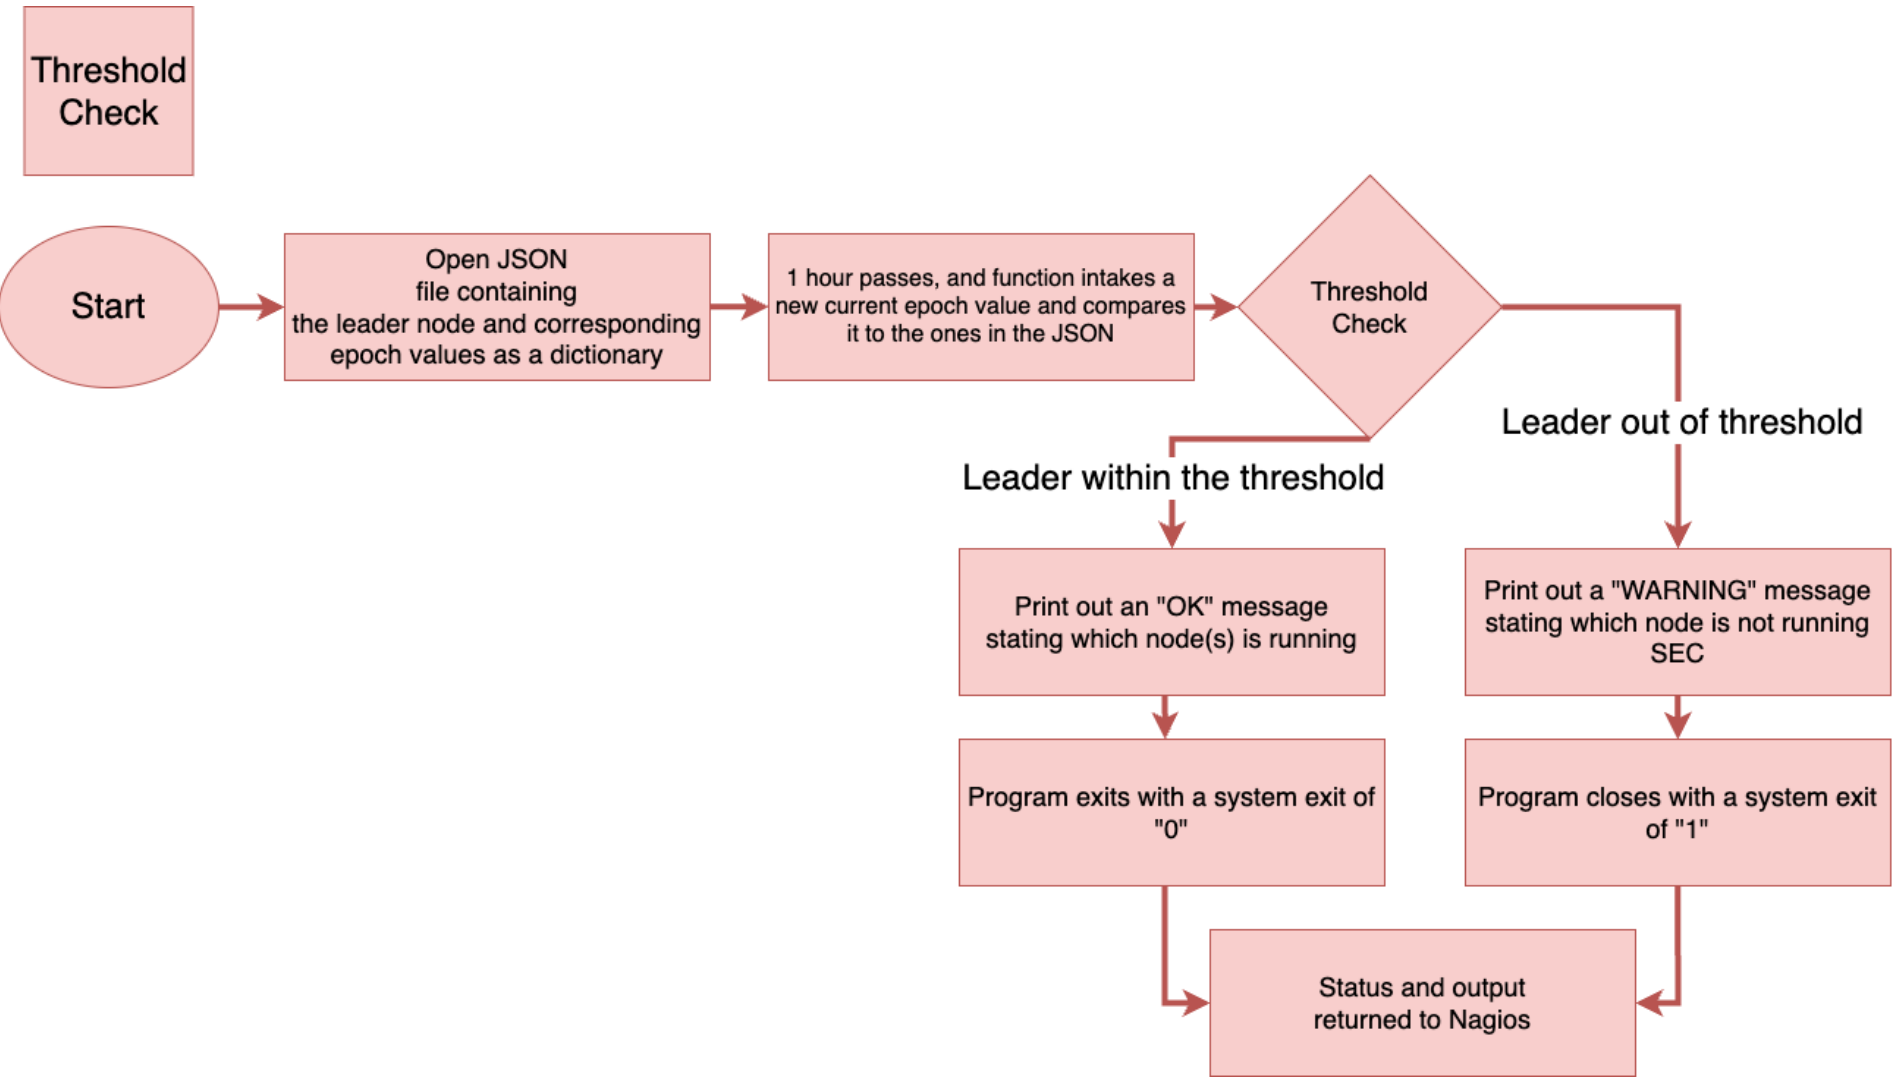 Threshold
Check
Start
Open JSON
file containing
the leader node and corresponding
epoch values as a dictionary
1 hour passes, and function intakes a
new current epoch value and compares
it to the ones in the JSON
Threshold
Check
Leader out of threshold
Leader within the threshold
Print out an "OK" message
stating which node(s) is running
Print out a "WARNING" message
stating which node is not running
SEC
Program exits with a system exit of
"0"
Program closes with a system exit
of "1"
Status and output
returned to Nagios